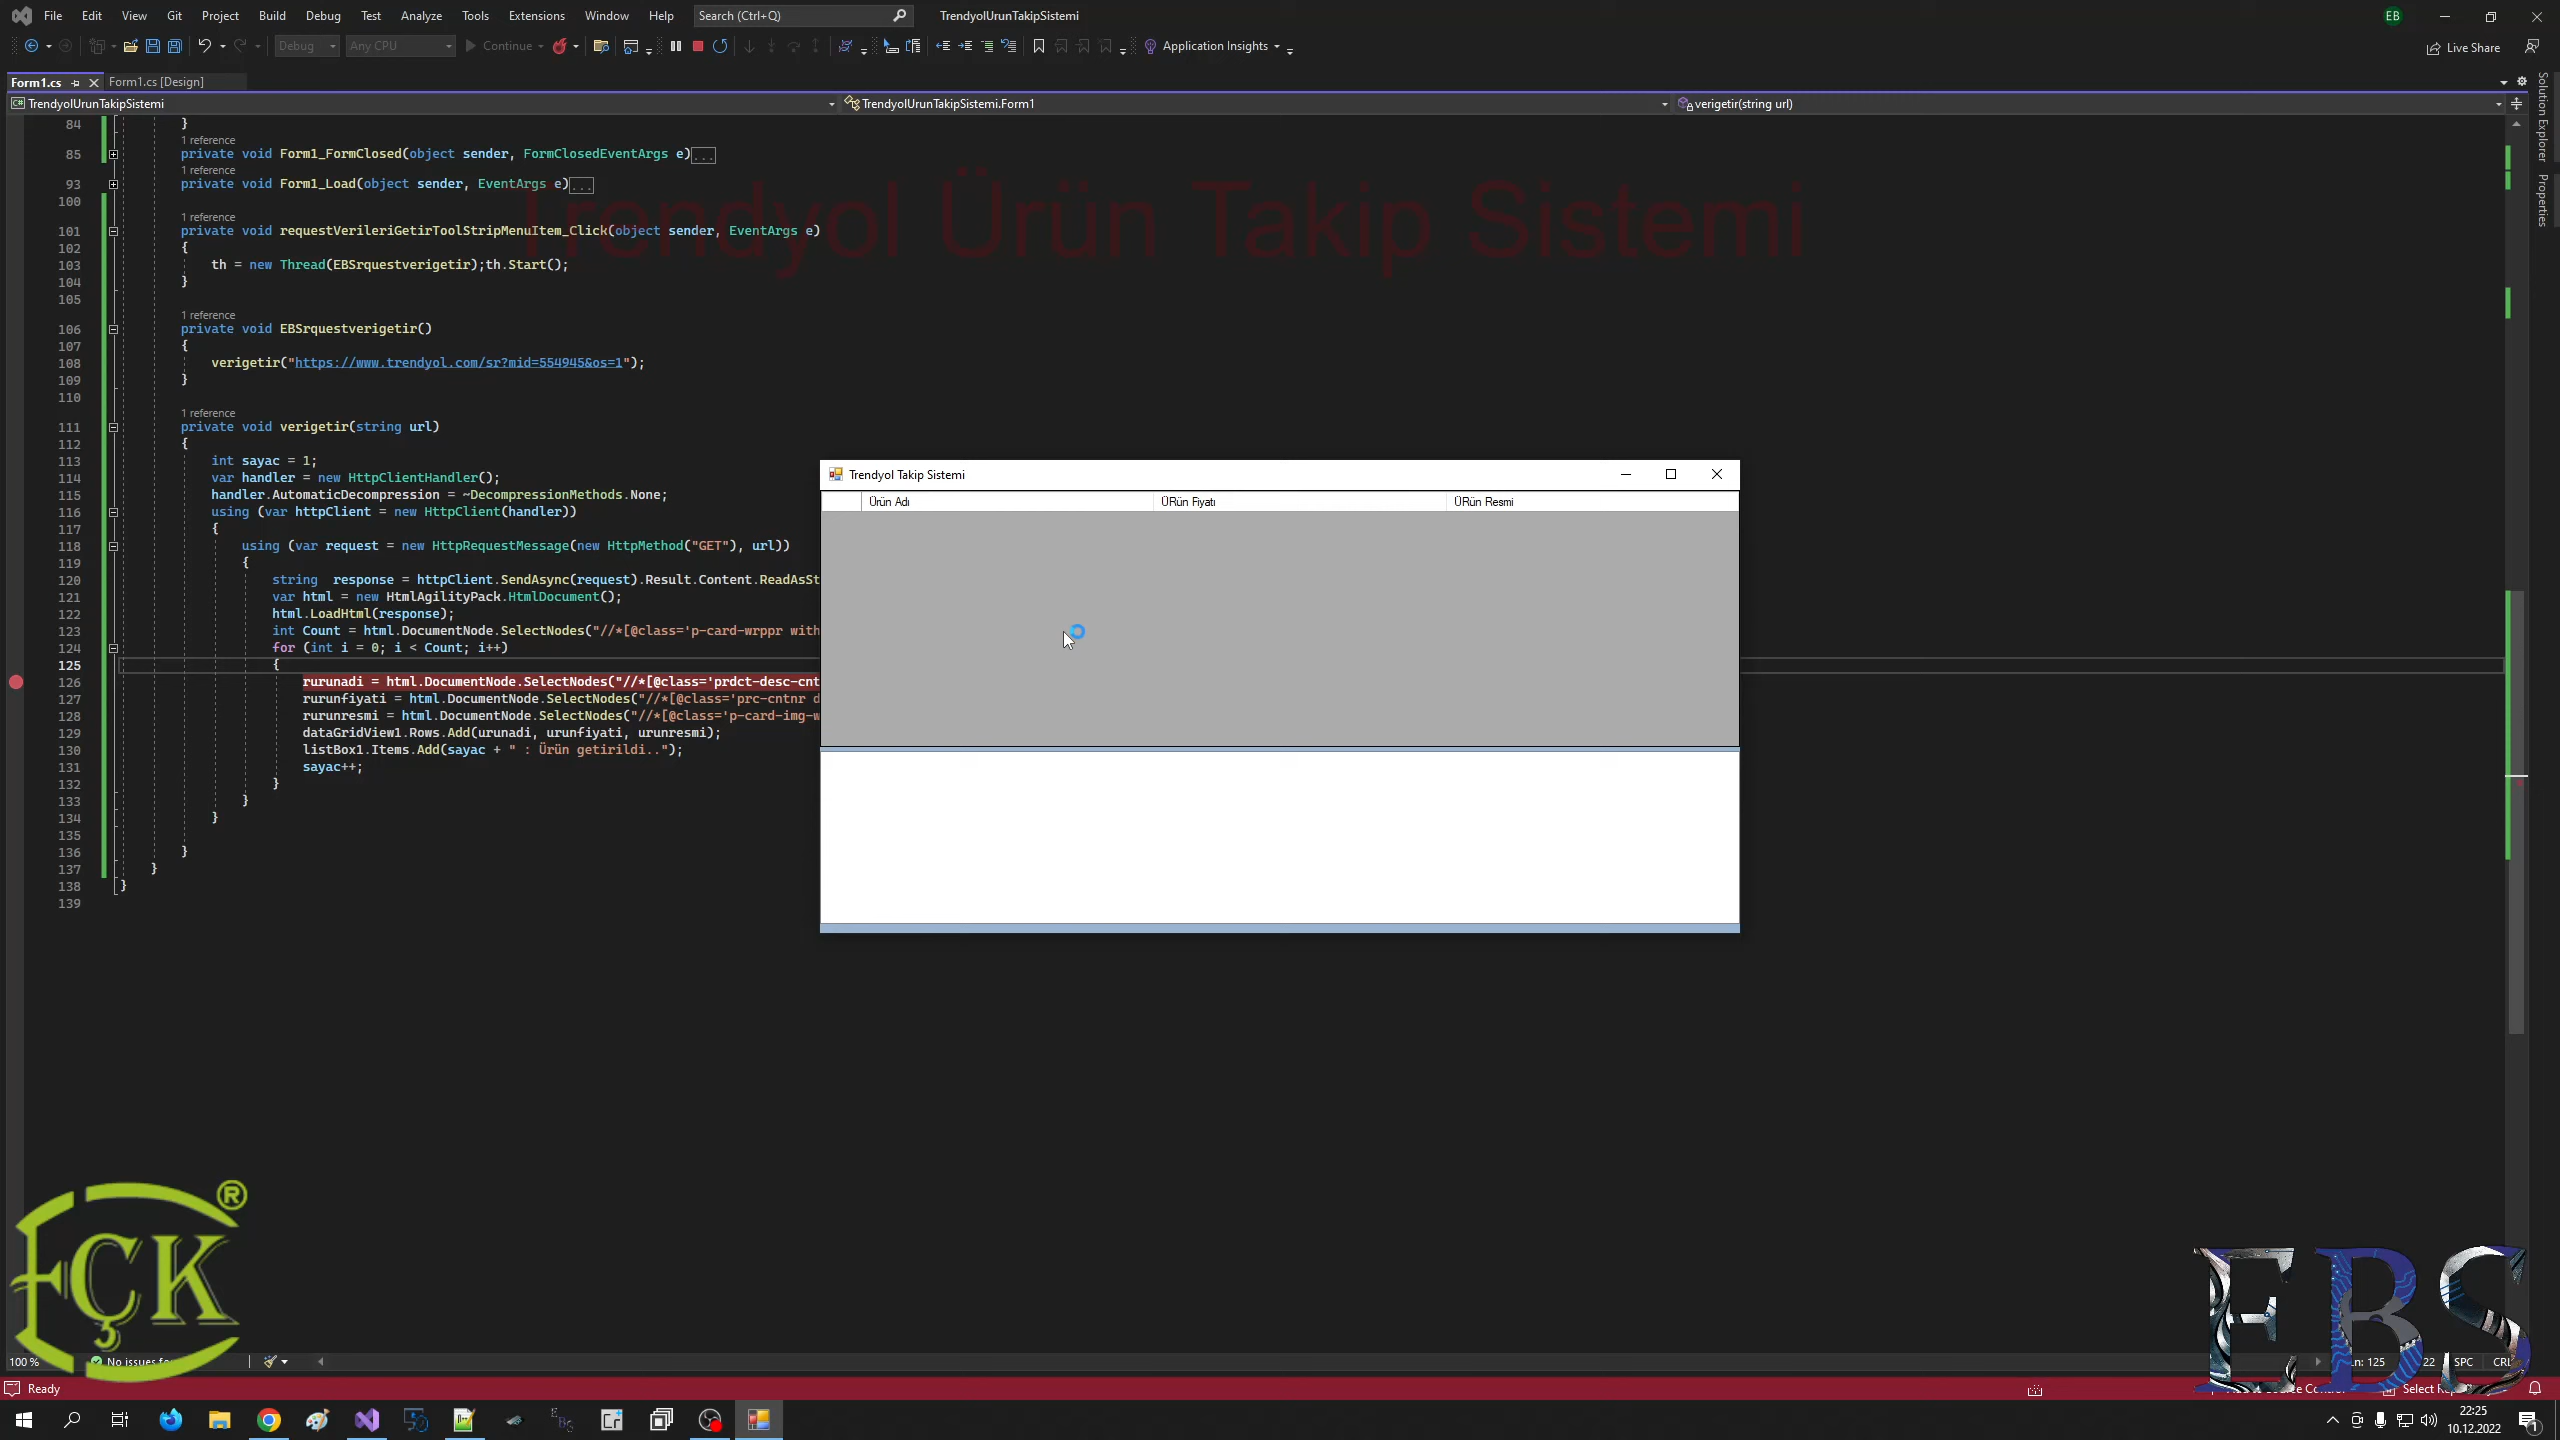 File Edit View Git Project Build Debug Test Analyze Tools Extensions Window Help Search (Ctrl+Q) TrendyolUrunTakipSistemi EB
Debug Any CPU Continue Application Insights Live Share
Form1.cs Form1.cs [Design]
TrendyolUrunTakipSistemi TrendyolUrunTakipSistemi.Form1 verigetir(string url)
Solution Explorer
Properties
Trendyol Ürün Takip Sistemi
84 }
1 reference
85 private void Form1_FormClosed(object sender, FormClosedEventArgs e)...
1 reference
93 private void Form1_Load(object sender, EventArgs e)...
100
1 reference
101 private void requestVerileriGetirToolStripMenuItem_Click(object sender, EventArgs e)
102 {
103 th = new Thread(EBSrquestverigetir);th.Start();
104 }
105
1 reference
106 private void EBSrquestverigetir()
107 {
108 verigetir("https://www.trendyol.com/sr?mid=554945&os=1");
109 }
110
1 reference
111 private void verigetir(string url)
112 {
113 int sayac = 1;
114 var handler = new HttpClientHandler();
115 handler.AutomaticDecompression = ~DecompressionMethods.None;
116 using (var httpClient = new HttpClient(handler))
117 {
118 using (var request = new HttpRequestMessage(new HttpMethod("GET"), url))
119 {
120 string response = httpClient.SendAsync(request).Result.Content.ReadAsSt
121 var html = new HtmlAgilityPack.HtmlDocument();
122 html.LoadHtml(response);
123 int Count = html.DocumentNode.SelectNodes("//*[@class='p-card-wrppr with
124 for (int i = 0; i < Count; i++)
125 {
126 rurunadi = html.DocumentNode.SelectNodes("//*[@class='prdct-desc-cnt
127 rurunfiyati = html.DocumentNode.SelectNodes("//*[@class='prc-cntnr d
128 rurunresmi = html.DocumentNode.SelectNodes("//*[@class='p-card-img-w
129 dataGridView1.Rows.Add(urunadi, urunfiyati, urunresmi);
130 listBox1.Items.Add(sayac + " : Ürün getirildi..");
131 sayac++;
132 }
133 }
134 }
135
136 }
137 }
138 }
139
Trendyol Takip Sistemi
Ürün Adı ÜRün Fiyatı ÜRün Resmi
EÇK ®
EBS
100 % No issues Ln: 125 22 SPC
Ready
22:25
10.12.2022